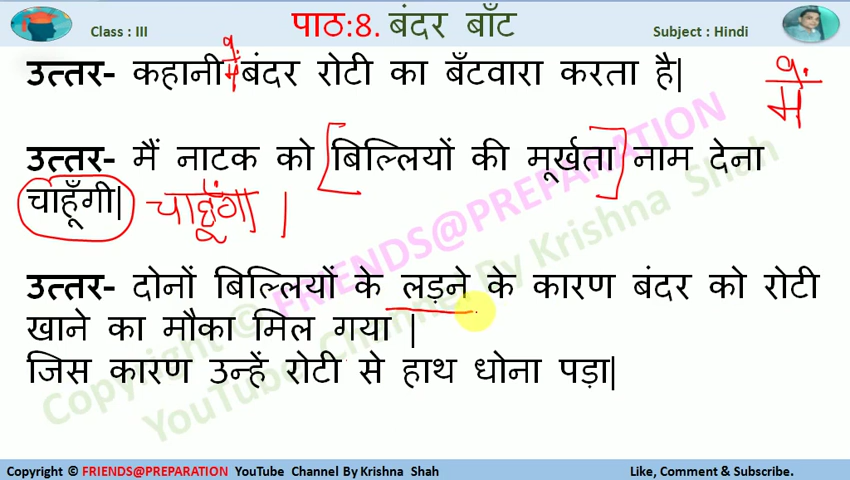 Class : III
पाठ:8. बंदर बाँट
Subject : Hindi
उत्तर- कहानी में बंदर रोटी का बँटवारा करता है|
में
उत्तर- मैं नाटक को [बिल्लियों की मूर्खता] नाम देना
चाहूँगी| चाहूँगा |
उत्तर- दोनों बिल्लियों के लड़ने के कारण बंदर को रोटी
खाने का मौका मिल गया |
जिस कारण उन्हें रोटी से हाथ धोना पड़ा|
Copyright © FRIENDS@PREPARATION
YouTube Channel By Krishna Shah
Copyright © FRIENDS@PREPARATION YouTube Channel By Krishna Shah
Like, Comment & Subscribe.